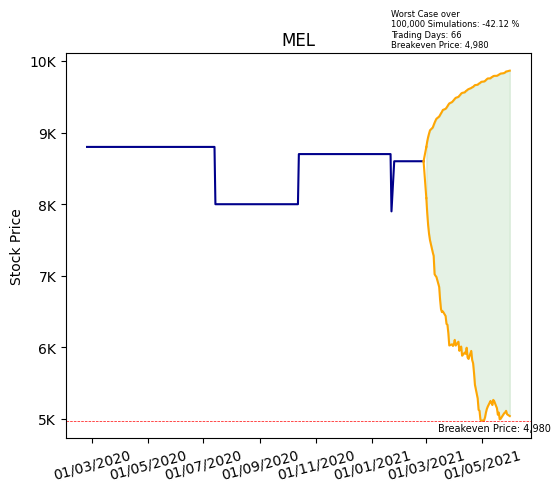 Worst Case over
100,000 Simulations: -42.12 %
Trading Days: 66
Breakeven Price: 4,980
MEL
10K
9K
8K
7K
6K
5K
Stock Price
Breakeven Price: 4,980
01/03/2020
01/05/2020
01/07/2020
01/09/2020
01/11/2020
01/01/2021
01/03/2021
01/05/2021